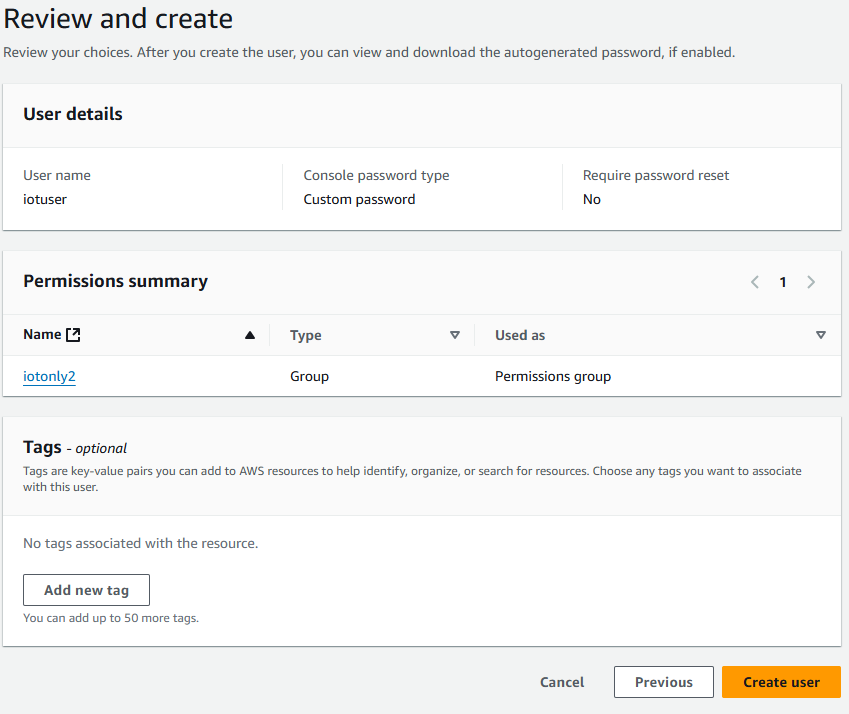 Review and create
Review your choices. After you create the user, you can view and download the autogenerated password, if enabled.
User details
User name
iotuser
Console password type
Custom password
Require password reset
No
Permissions summary
1
Name
Type
Used as
iotonly2
Group
Permissions group
Tags - optional
Tags are key-value pairs you can add to AWS resources to help identify, organize, or search for resources. Choose any tags you want to associate
with this user.
No tags associated with the resource.
Add new tag
You can add up to 50 more tags.
Cancel
Previous
Create user